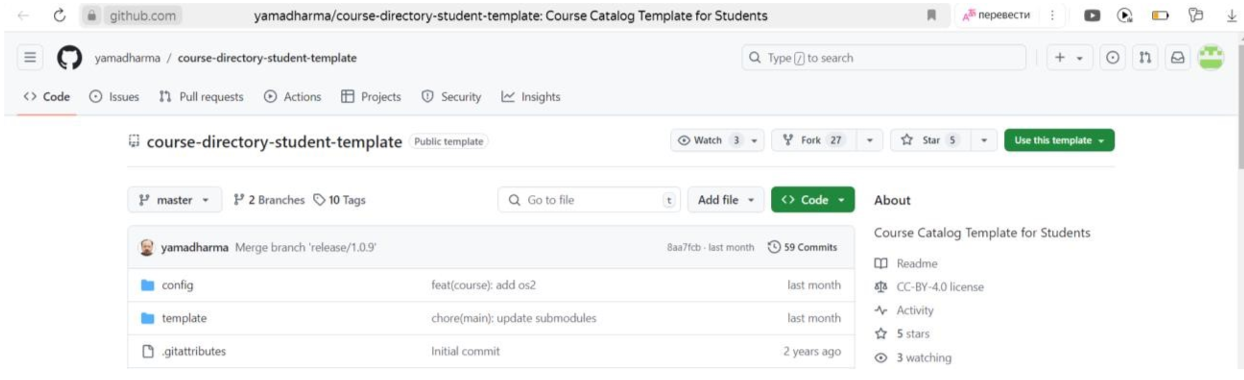 github.com yamadharma/course-directory-student-template: Course Catalog Template for Students перевести
yamadharma / course-directory-student-template Type / to search
Code Issues Pull requests Actions Projects Security Insights
course-directory-student-template Public template Watch 3 Fork 27 Star 5 Use this template
master 2 Branches 10 Tags Go to file t Add file Code About
Course Catalog Template for Students
yamadharma Merge branch 'release/1.0.9' 8aa7fcb · last month 59 Commits
Readme
config feat(course): add os2 last month
CC-BY-4.0 license
Activity
template chore(main): update submodules last month
5 stars
.gitattributes Initial commit 2 years ago
3 watching